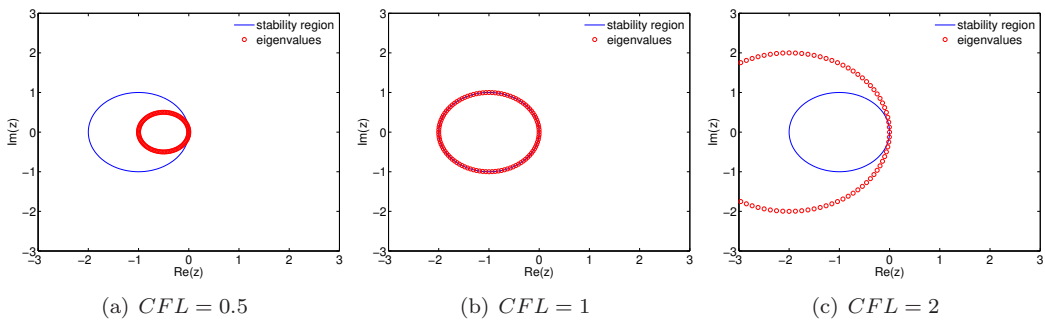 3
2
1
0
−1
−2
−3
−3
−2
−1
0
1
2
3
Im(z)
Re(z)
stability region
eigenvalues
(a) CFL = 0.5
3
2
1
0
−1
−2
−3
−3
−2
−1
0
1
2
3
Im(z)
Re(z)
stability region
eigenvalues
(b) CFL = 1
3
2
1
0
−1
−2
−3
−3
−2
−1
0
1
2
3
Im(z)
Re(z)
stability region
eigenvalues
(c) CFL = 2